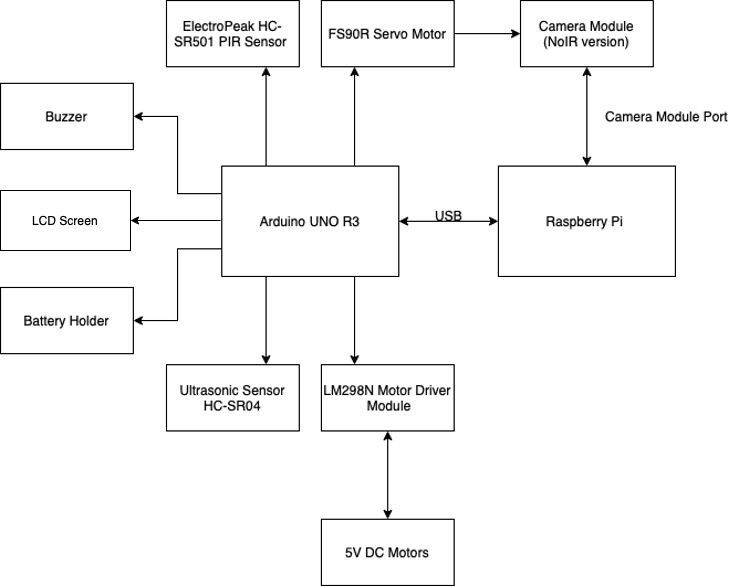 ElectroPeak HC-
SR501 PIR Sensor
FS90R Servo Motor
Camera Module
(NoIR version)
Buzzer
Camera Module Port
LCD Screen
Arduino UNO R3
USB
Raspberry Pi
Battery Holder
Ultrasonic Sensor
HC-SR04
LM298N Motor Driver
Module
5V DC Motors